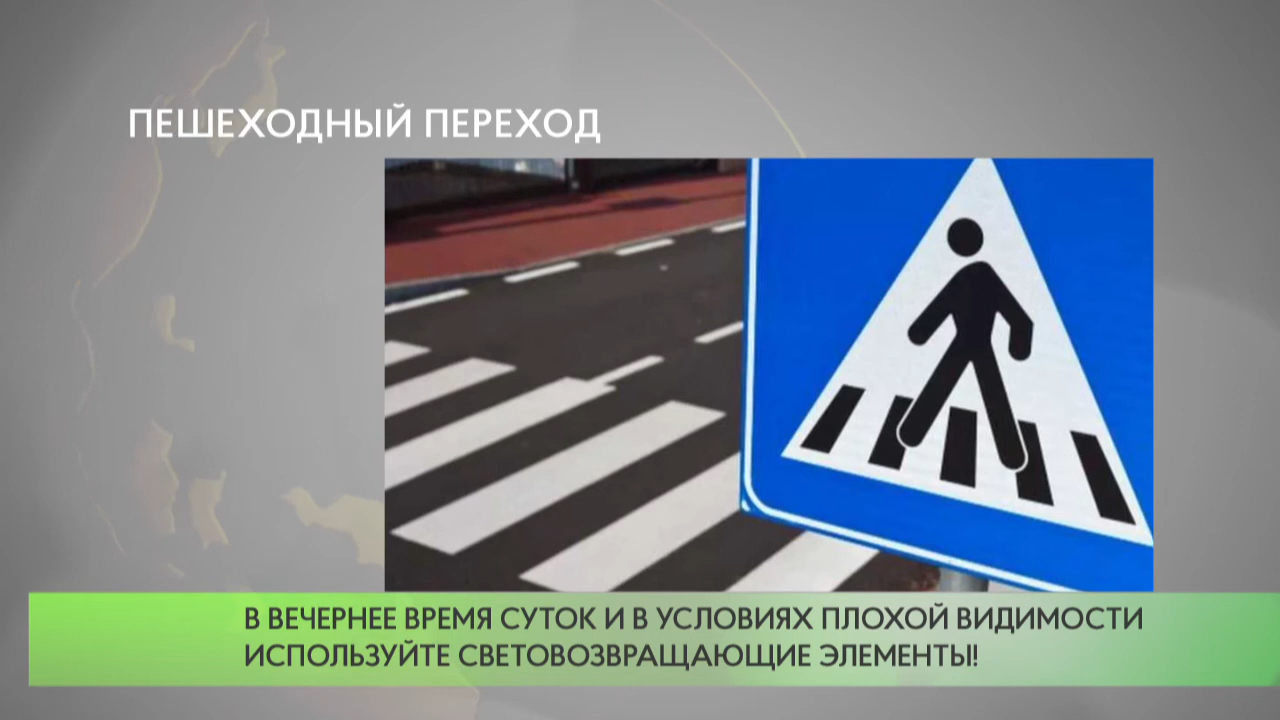 ПЕШЕХОДНЫЙ ПЕРЕХОД
В ВЕЧЕРНЕЕ ВРЕМЯ СУТОК И В УСЛОВИЯХ ПЛОХОЙ ВИДИМОСТИ
ИСПОЛЬЗУЙТЕ СВЕТОВОЗВРАЩАЮЩИЕ ЭЛЕМЕНТЫ!